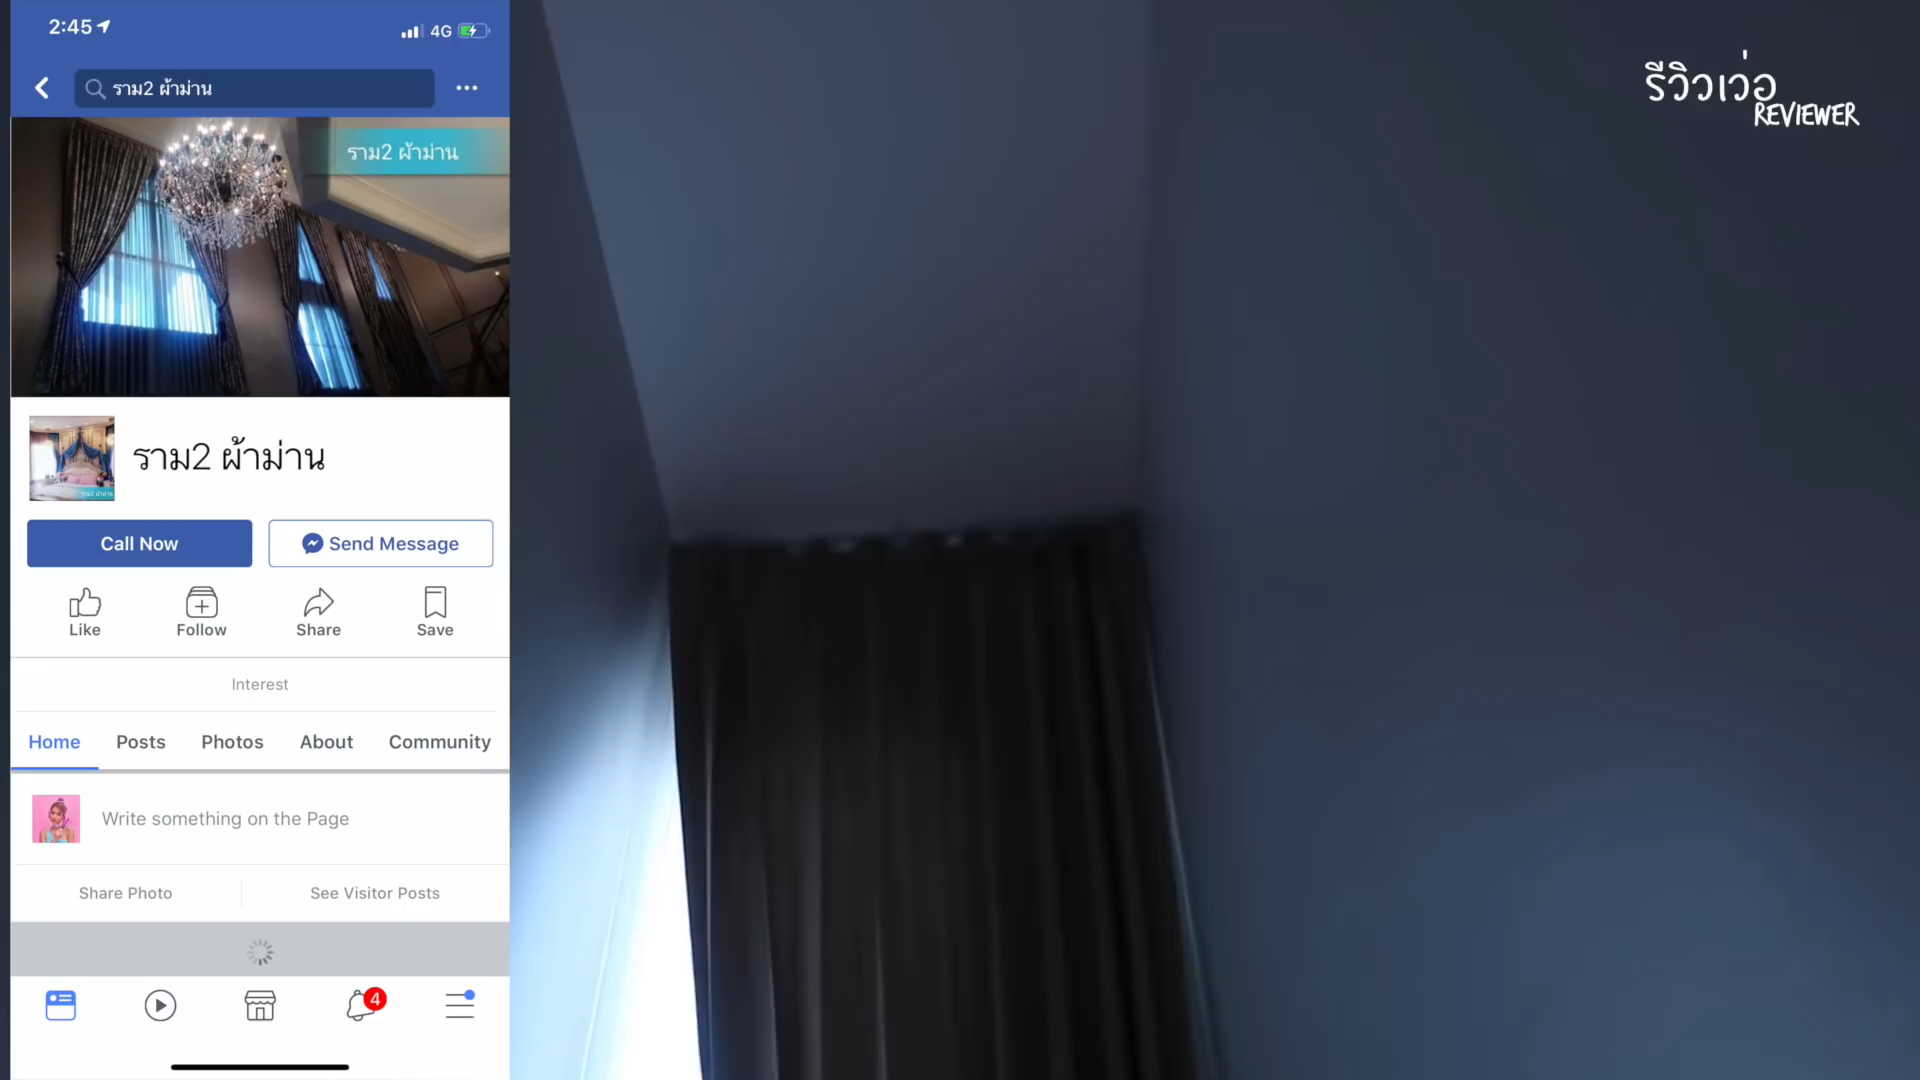 2:45
4G
ราม2 ผ้าม่าน
ราม2 ผ้าม่าน
ราม2 ผ้าม่าน
Call Now
Send Message
Like
Follow
Share
Save
Interest
Home
Posts
Photos
About
Community
Write something on the Page
Share Photo
See Visitor Posts
4
รีวิวเว่อ
REVIEWER